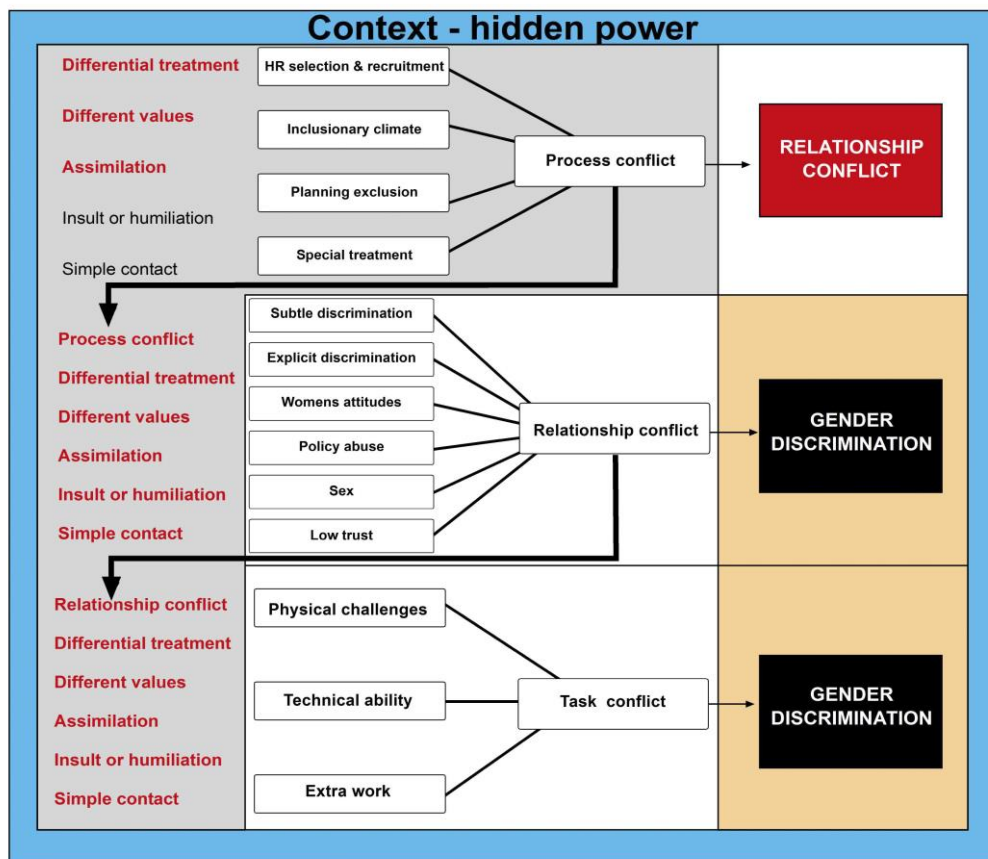 Context - hidden power
Differential treatment
Different values
Assimilation
Insult or humiliation
Simple contact
HR selection & recruitment
Inclusionary climate
Planning exclusion
Special treatment
Process conflict
RELATIONSHIP
CONFLICT
Process conflict
Differential treatment
Different values
Assimilation
Insult or humiliation
Simple contact
Subtle discrimination
Explicit discrimination
Womens attitudes
Policy abuse
Sex
Low trust
Relationship conflict
GENDER
DISCRIMINATION
Relationship conflict
Differential treatment
Different values
Assimilation
Insult or humiliation
Simple contact
Physical challenges
Technical ability
Extra work
Task conflict
GENDER
DISCRIMINATION